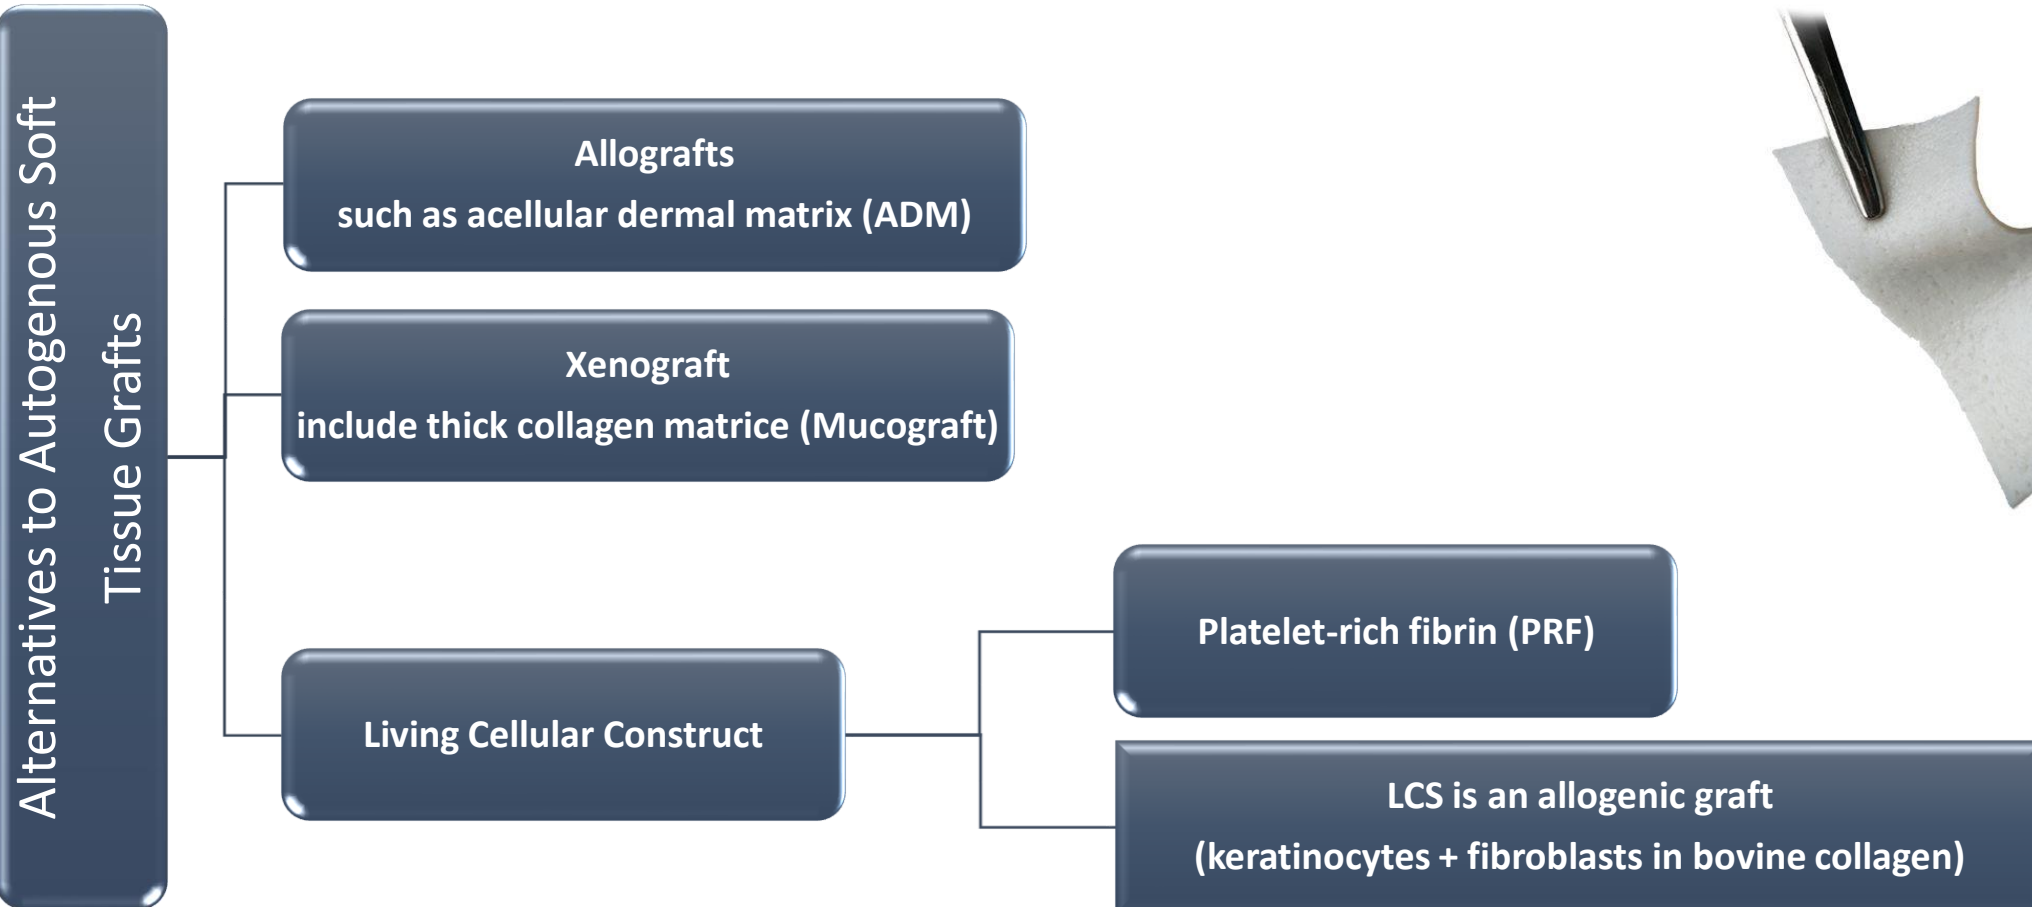 Alternatives to Autogenous Soft
Tissue Grafts
Allografts
such as acellular dermal matrix (ADM)
Xenograft
include thick collagen matrice (Mucograft)
Living Cellular Construct
Platelet-rich fibrin (PRF)
LCS is an allogenic graft
(keratinocytes + fibroblasts in bovine collagen)